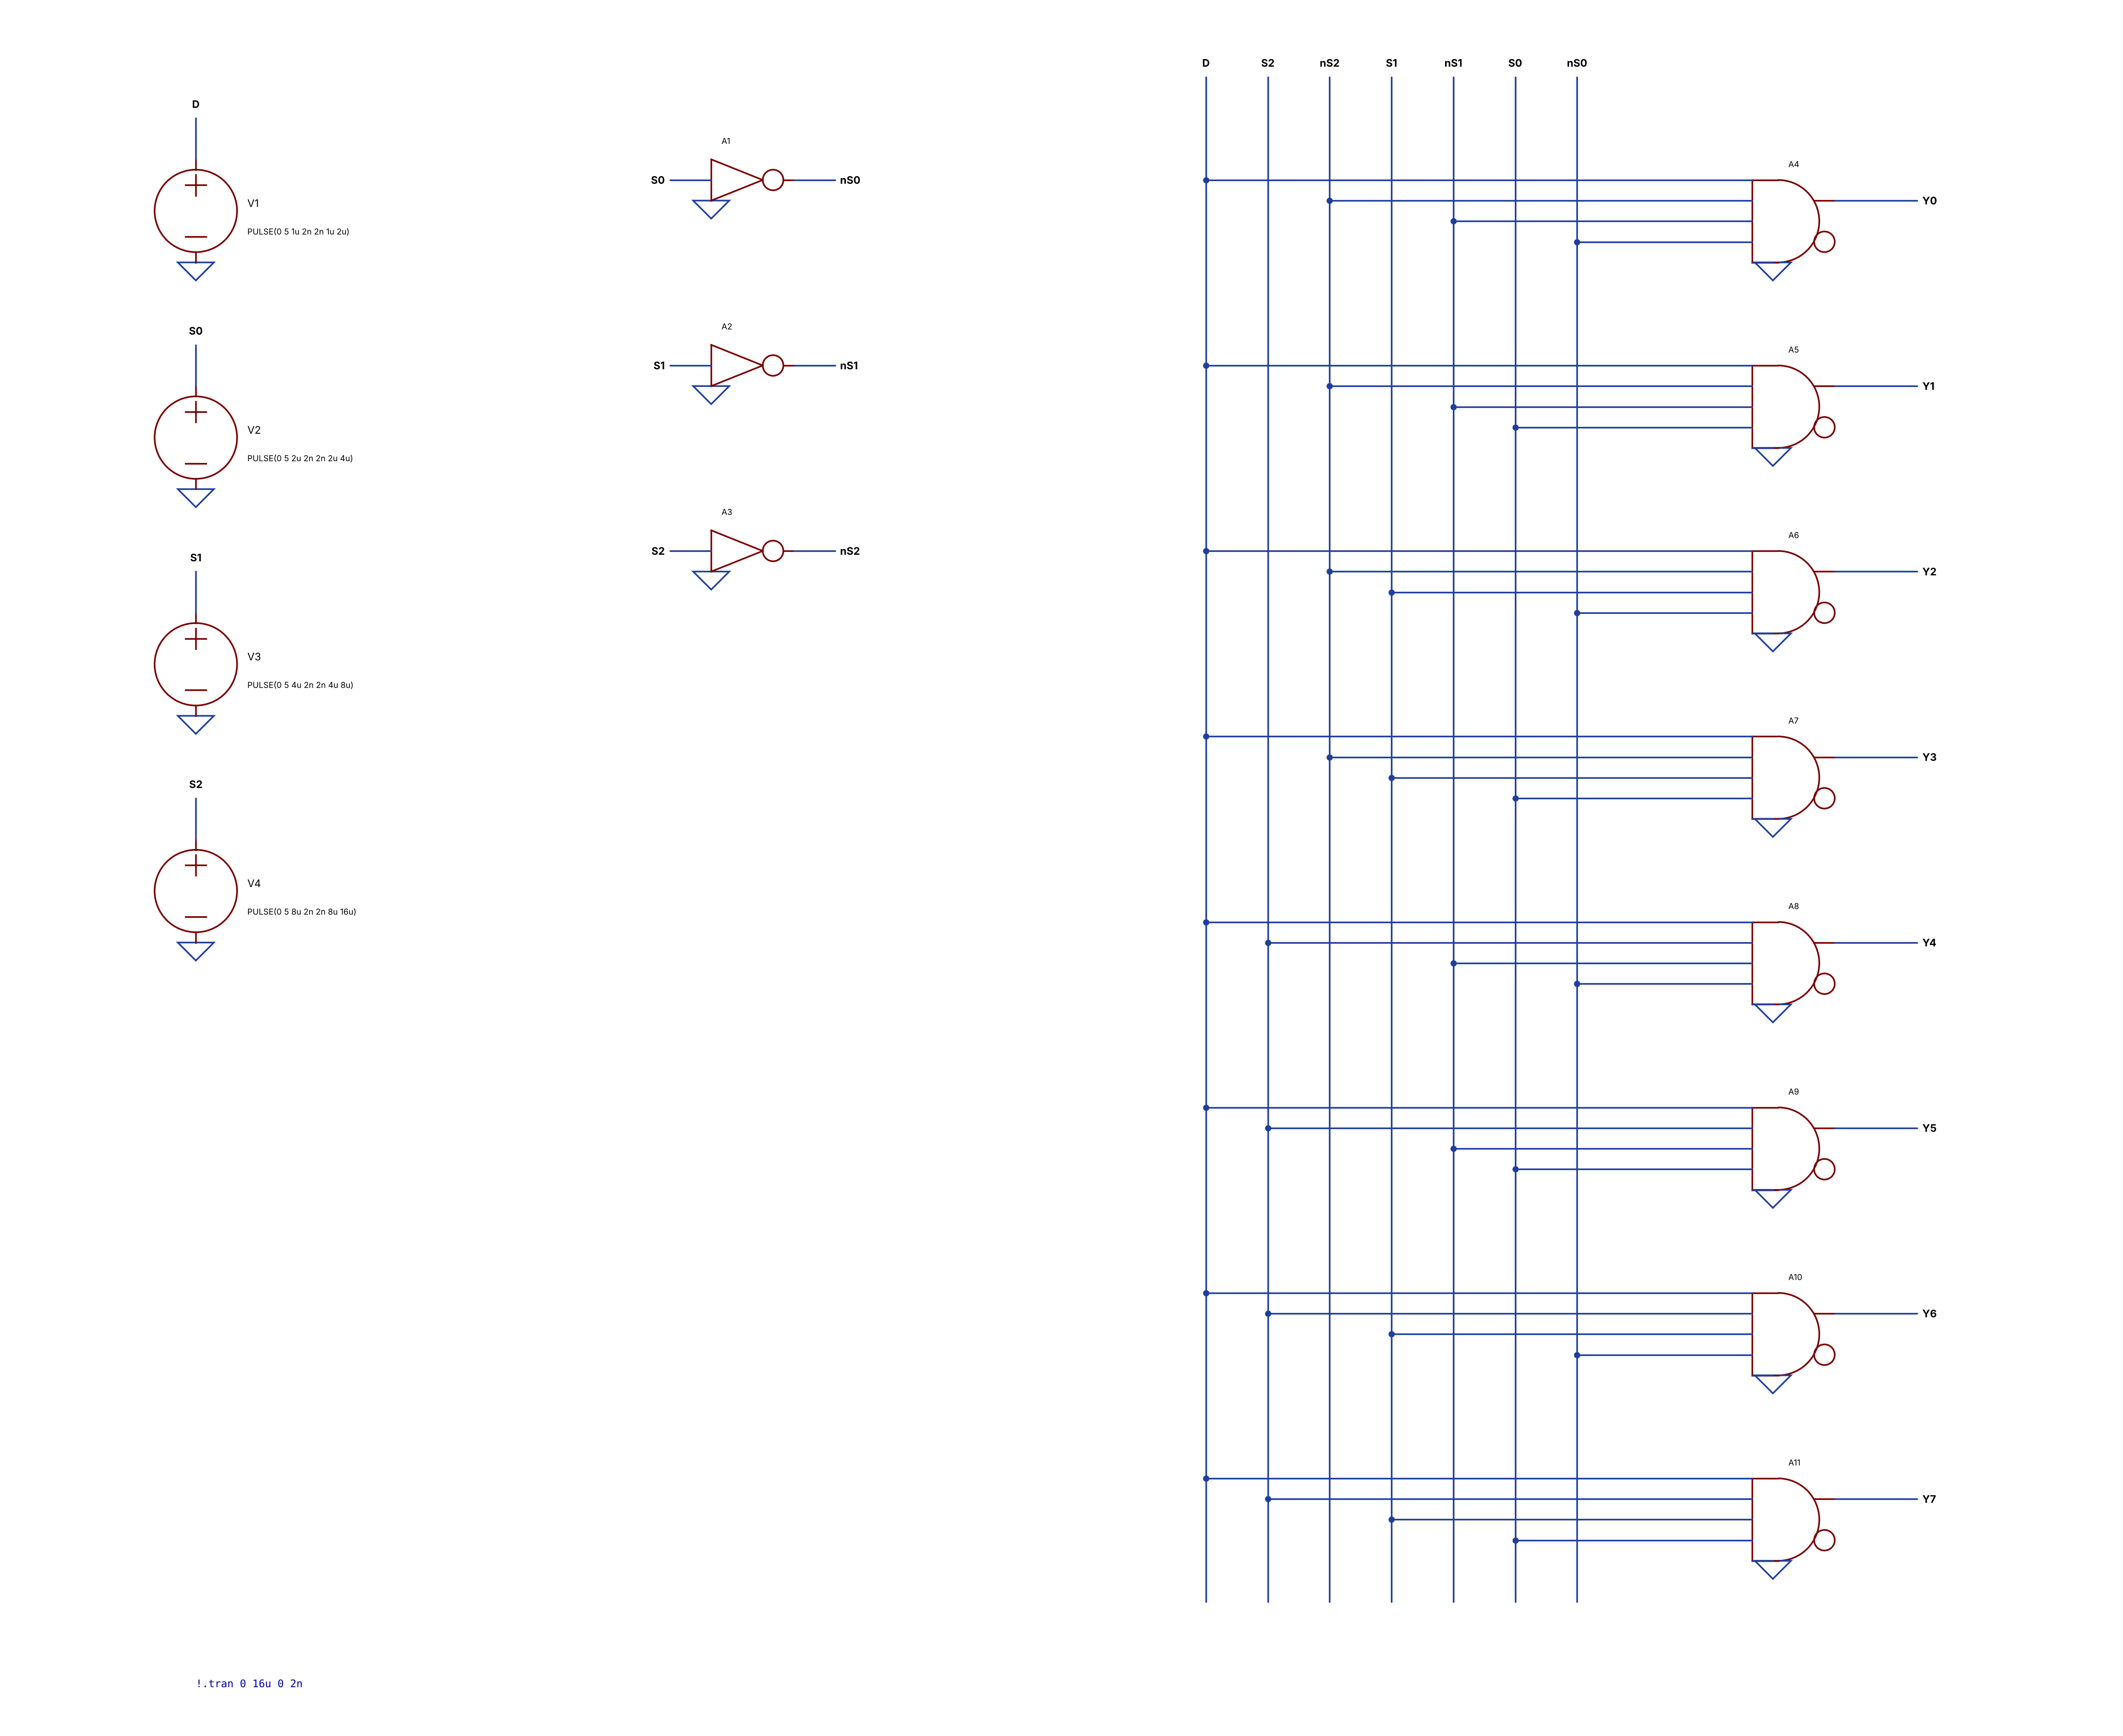 D
V1
PULSE(0 5 1u 2n 2n 1u 2u)
S0
V2
PULSE(0 5 2u 2n 2n 2u 4u)
S1
V3
PULSE(0 5 4u 2n 2n 4u 8u)
S2
V4
PULSE(0 5 8u 2n 2n 8u 16u)
A1
S0 nS0
A2
S1 nS1
A3
S2 nS2
D S2 nS2 S1 nS1 S0 nS0
A4
Y0
A5
Y1
A6
Y2
A7
Y3
A8
Y4
A9
Y5
A10
Y6
A11
Y7
!.tran 0 16u 0 2n